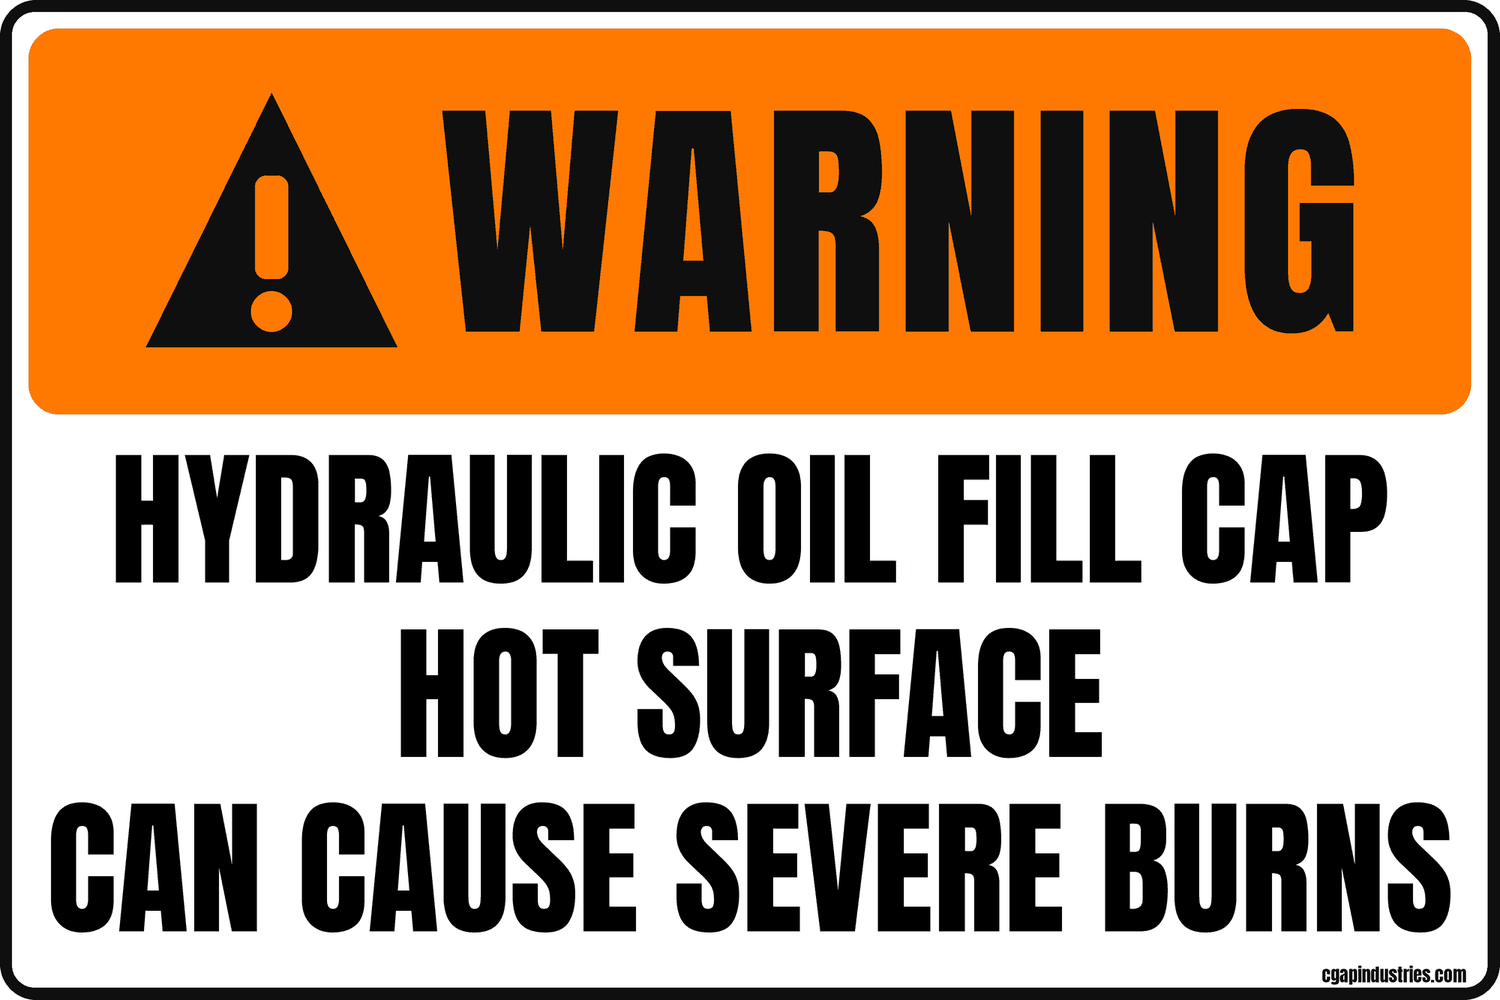 WARNING
HYDRAULIC OIL FILL CAP
HOT SURFACE
CAN CAUSE SEVERE BURNS
cgapindustries.com